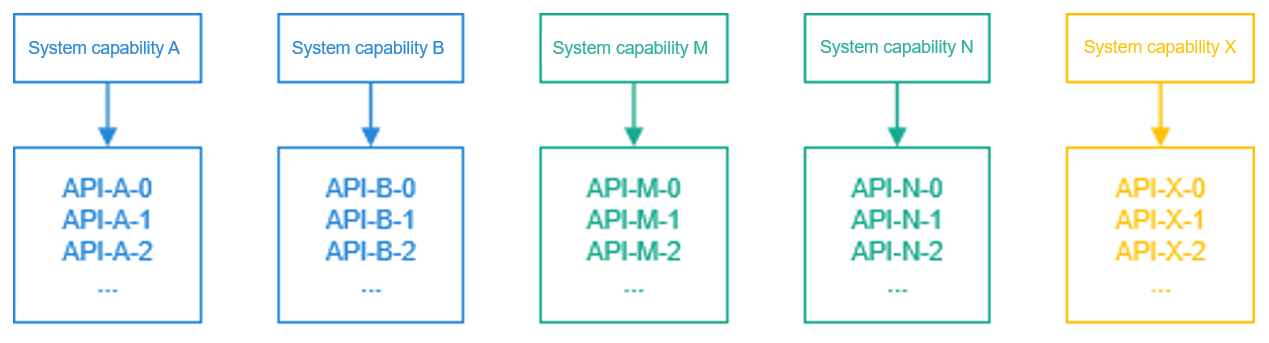 System capability A
System capability B
System capability M
System capability N
System capability X
API-A-0
API-A-1
API-A-2
...
API-B-0
API-B-1
API-B-2
...
API-M-0
API-M-1
API-M-2
...
API-N-0
API-N-1
API-N-2
...
API-X-0
API-X-1
API-X-2
...